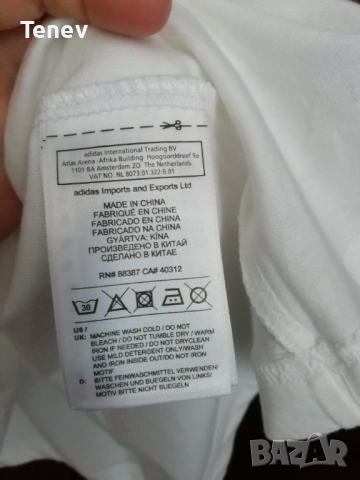 Tenev
adidas International Trading BV
Atlas Arena -Afrika Building Hoogoorddreef 9a
1101 BA Amsterdam ZO The Netherlands
VAT NO. NL 8073.01.322.B.01
adidas Imports and Exports Ltd
MADE IN CHINA
FABRIQUÉ EN CHINE
FABRICADO EN CHINA
FABRICADO NA CHINA
GYÁRTVA: KÍNA
ПРОИЗВЕДЕНО В КИТАЙ
СДЕЛАНО В КИТАЕ
RN# 88387 CA# 40312
30
US / UK: MACHINE WASH COLD / DO NOT
BLEACH / DO NOT TUMBLE DRY / WARM
IRON IF NEEDED / DO NOT DRYCLEAN
USE MILD DETERGENT ONLY/WASH
AND IRON INSIDE OUT/DO NOT IRON
MOTIF
D: BITTE FEINWASCHMITTEL VERWENDEN/
WASCHEN UND BUEGELN VON LINKS/
MOTIV BITTE NICHT BUEGELN
BAZAR